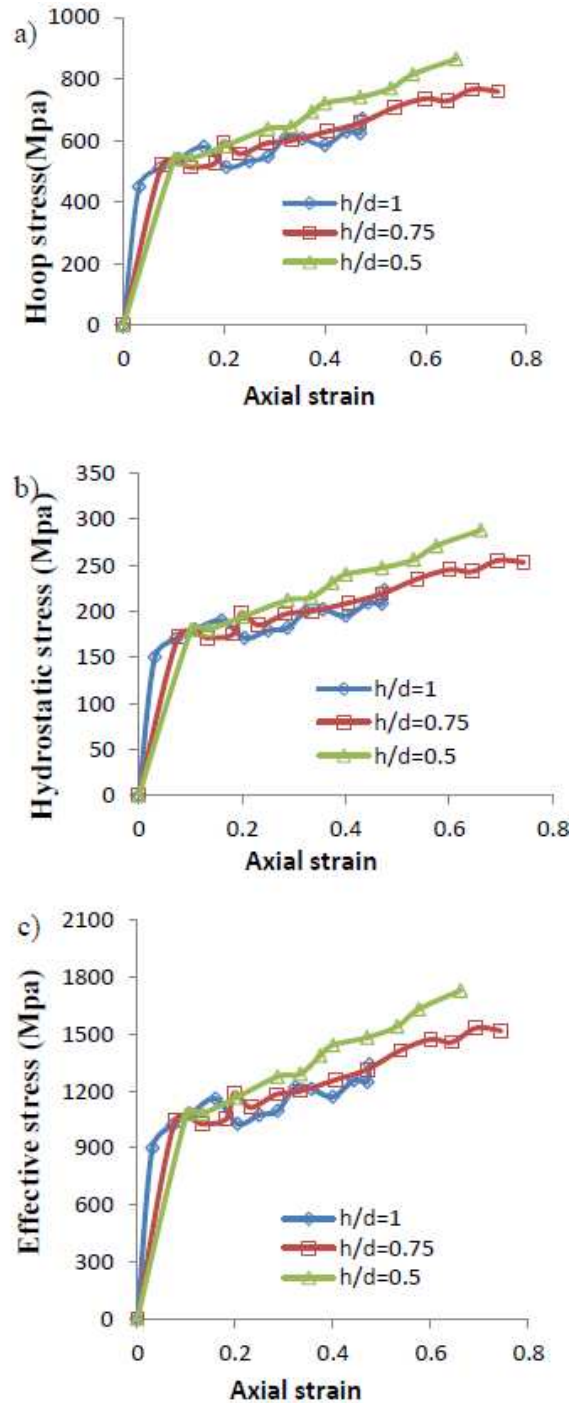 a)
Hoop stress(Mpa)
1000
800
600
400
200
0
h/d=1
h/d=0.75
h/d=0.5
0 0.2 0.4 0.6 0.8
Axial strain
b)
Hydrostatic stress (Mpa)
350
300
250
200
150
100
50
0
h/d=1
h/d=0.75
h/d=0.5
0 0.2 0.4 0.6 0.8
Axial strain
c)
Effective stress (Mpa)
2100
1800
1500
1200
900
600
300
0
h/d=1
h/d=0.75
h/d=0.5
0 0.2 0.4 0.6 0.8
Axial strain